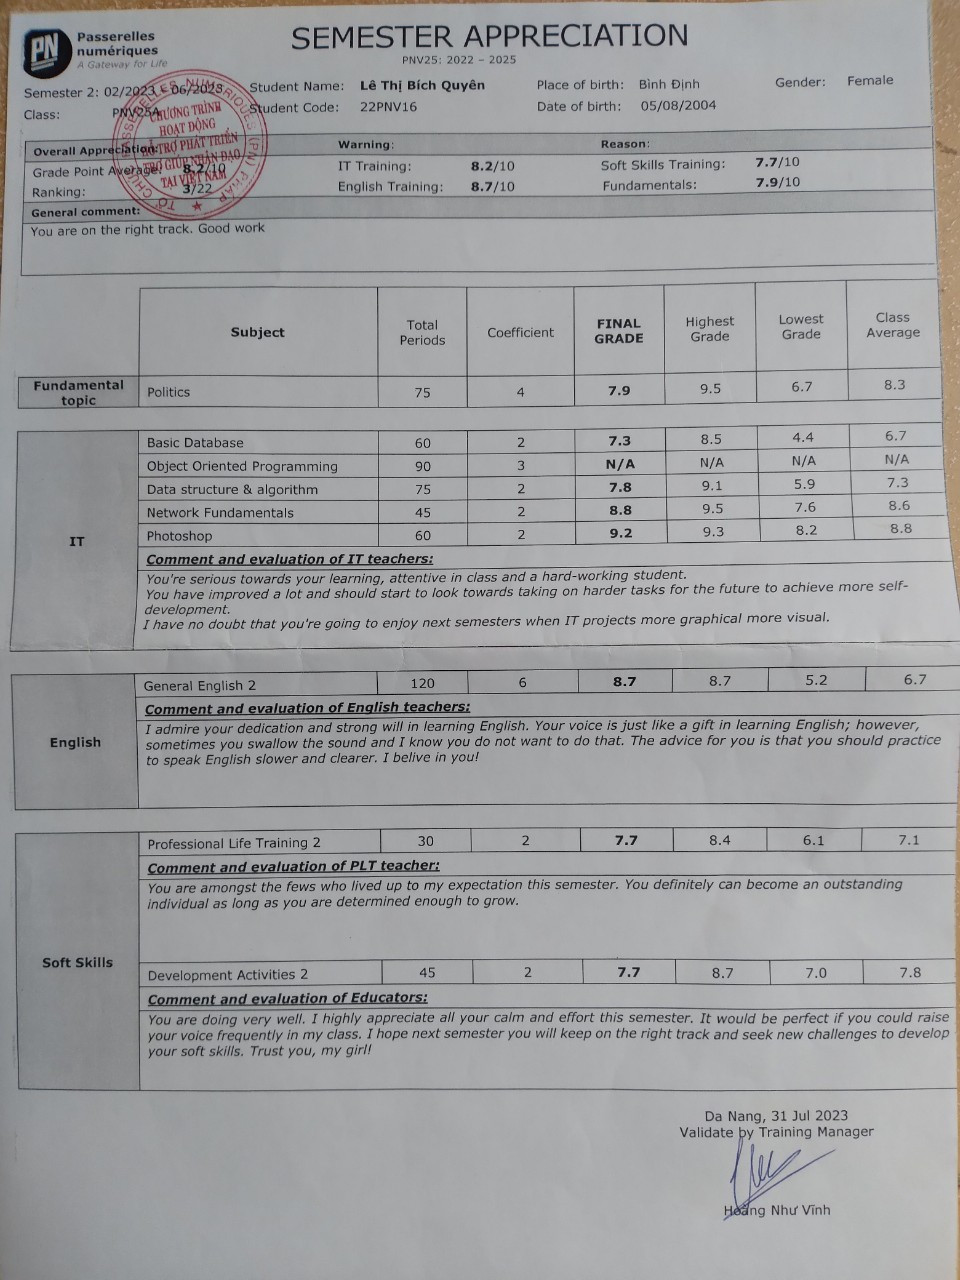 PN Passerelles numériques
A Gateway for Life
SEMESTER APPRECIATION
PNV25: 2022 – 2025
Semester 2: 02/2023 - 06/2023
Student Name: Lê Thị Bích Quyên
Place of birth: Bình Định
Gender: Female
Class: PNV25A
Student Code: 22PNV16
Date of birth: 05/08/2004
CHƯƠNG TRÌNH
HOẠT ĐỘNG
HỖ TRỢ PHÁT TRIỂN
TRỢ GIÚP NHÂN ĐẠO
TẠI VIỆT NAM
Overall Appreciation: Warning: Reason:
Grade Point Average: 8.2/10 IT Training: 8.2/10 Soft Skills Training: 7.7/10
Ranking: 3/22 English Training: 8.7/10 Fundamentals: 7.9/10
General comment:
You are on the right track. Good work
Subject Total Periods Coefficient FINAL GRADE Highest Grade Lowest Grade Class Average
Fundamental topic Politics 75 4 7.9 9.5 6.7 8.3
IT
Basic Database 60 2 7.3 8.5 4.4 6.7
Object Oriented Programming 90 3 N/A N/A N/A N/A
Data structure & algorithm 75 2 7.8 9.1 5.9 7.3
Network Fundamentals 45 2 8.8 9.5 7.6 8.6
Photoshop 60 2 9.2 9.3 8.2 8.8
Comment and evaluation of IT teachers:
You're serious towards your learning, attentive in class and a hard-working student.
You have improved a lot and should start to look towards taking on harder tasks for the future to achieve more self-
development.
I have no doubt that you're going to enjoy next semesters when IT projects more graphical more visual.
English
General English 2 120 6 8.7 8.7 5.2 6.7
Comment and evaluation of English teachers:
I admire your dedication and strong will in learning English. Your voice is just like a gift in learning English; however,
sometimes you swallow the sound and I know you do not want to do that. The advice for you is that you should practice
to speak English slower and clearer. I belive in you!
Soft Skills
Professional Life Training 2 30 2 7.7 8.4 6.1 7.1
Comment and evaluation of PLT teacher:
You are amongst the fews who lived up to my expectation this semester. You definitely can become an outstanding
individual as long as you are determined enough to grow.
Development Activities 2 45 2 7.7 8.7 7.0 7.8
Comment and evaluation of Educators:
You are doing very well. I highly appreciate all your calm and effort this semester. It would be perfect if you could raise
your voice frequently in my class. I hope next semester you will keep on the right track and seek new challenges to develop
your soft skills. Trust you, my girl!
Da Nang, 31 Jul 2023
Validate by Training Manager
Hoàng Như Vĩnh